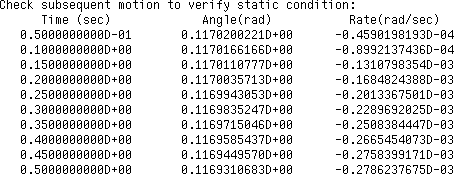 Check subsequent motion to verify static condition:
Time (sec) Angle(rad) Rate(rad/sec)
0.5000000000D-01 0.1170200221D+00 -0.4590198193D-04
0.1000000000D+00 0.1170166166D+00 -0.8992137436D-04
0.1500000000D+00 0.1170110777D+00 -0.1310798354D-03
0.2000000000D+00 0.1170035713D+00 -0.1684824388D-03
0.2500000000D+00 0.1169943053D+00 -0.2013367501D-03
0.3000000000D+00 0.1169835247D+00 -0.2289692025D-03
0.3500000000D+00 0.1169715046D+00 -0.2508384447D-03
0.4000000000D+00 0.1169585437D+00 -0.2665454073D-03
0.4500000000D+00 0.1169449570D+00 -0.2758399171D-03
0.5000000000D+00 0.1169310683D+00 -0.2786237675D-03